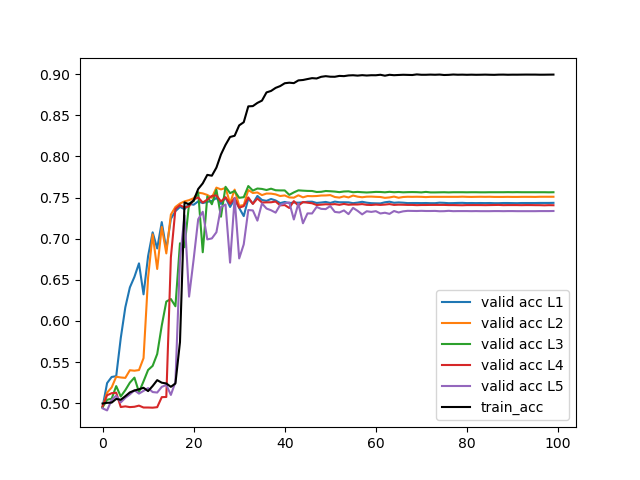 0.90
0.85
0.80
0.75
0.70
0.65
0.60
0.55
0.50
0 20 40 60 80 100
valid acc L1
valid acc L2
valid acc L3
valid acc L4
valid acc L5
train_acc